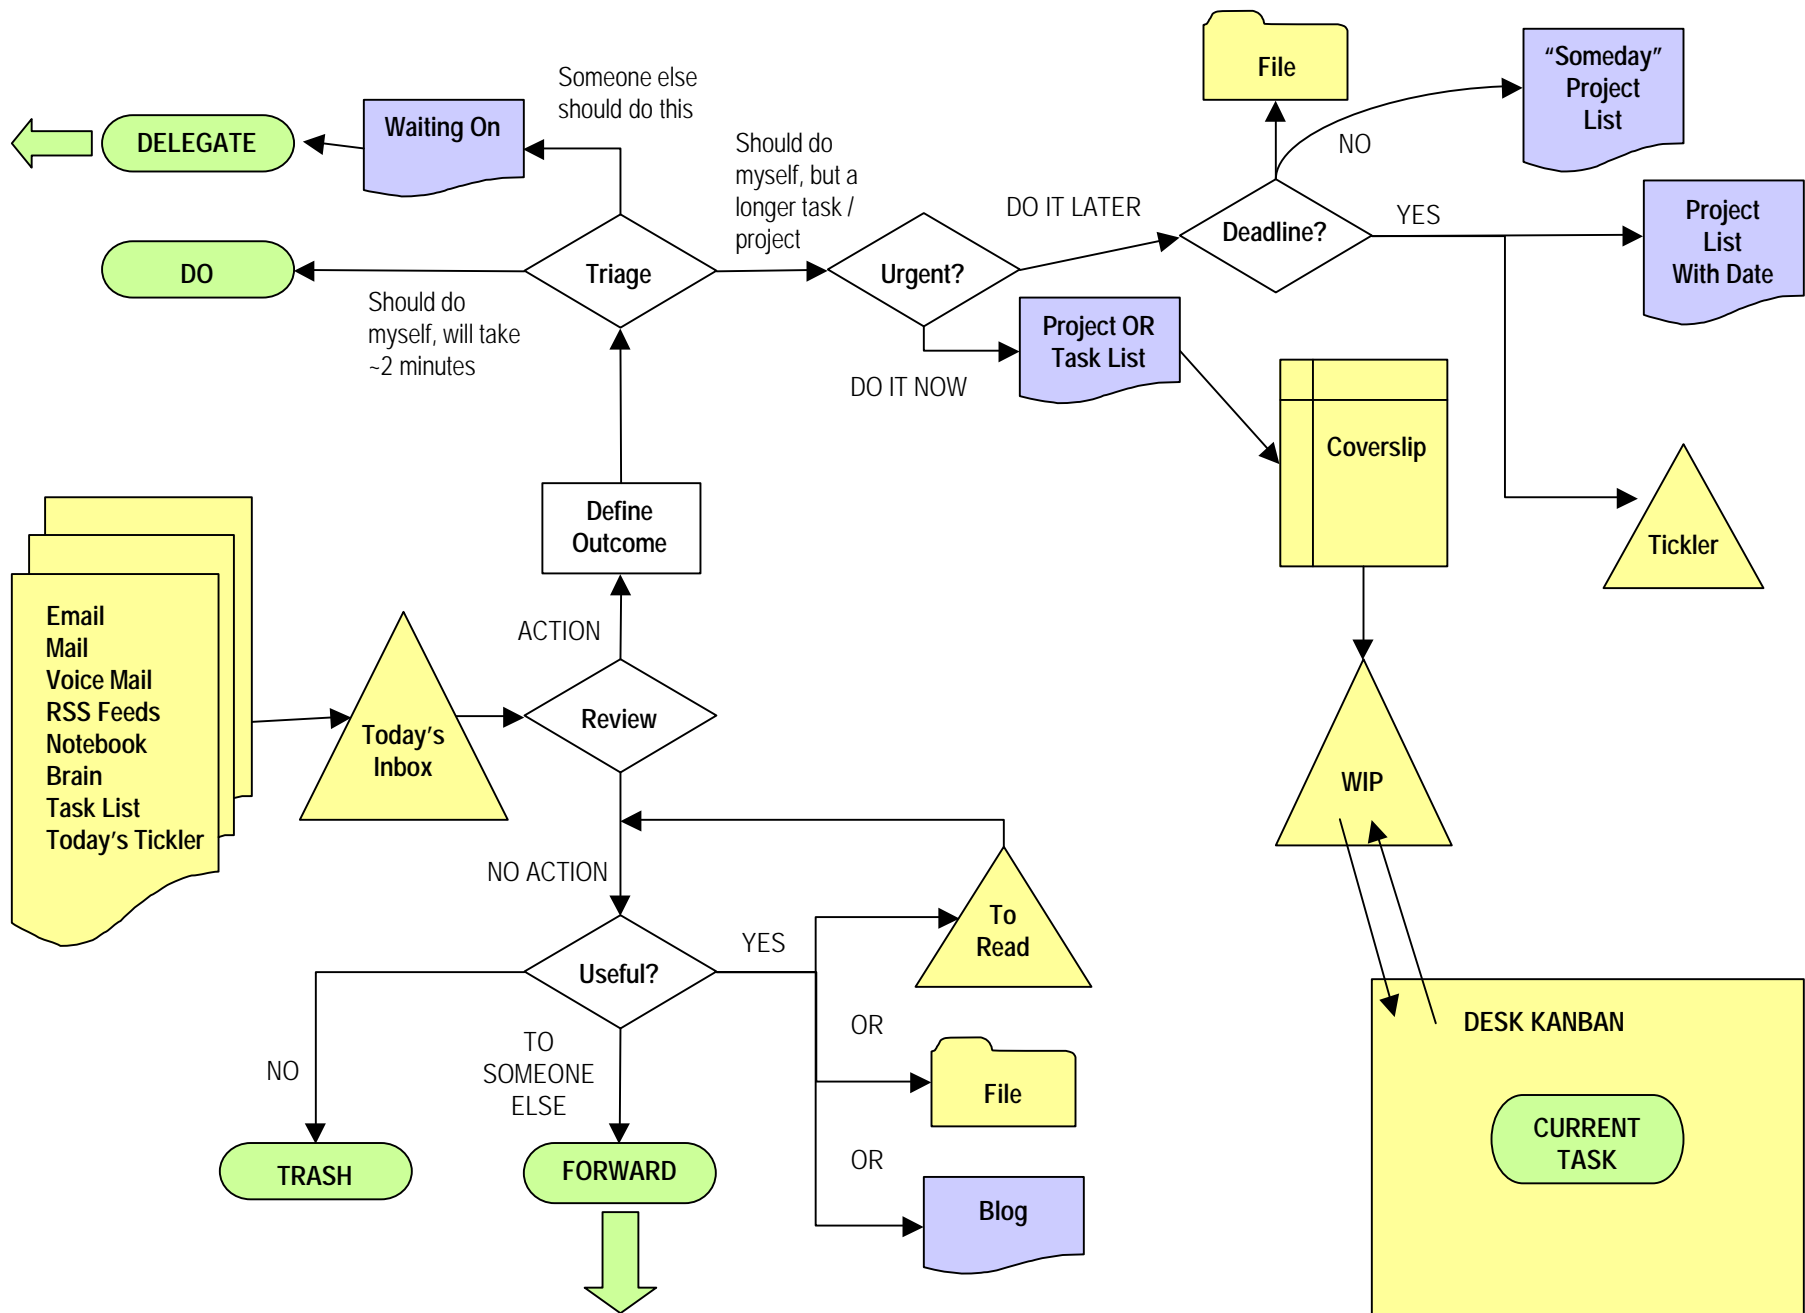 File
“Someday”
Project
List
Someone else
should do this
Waiting On
DELEGATE
Should do
myself, but a
longer task /
project
NO
DO IT LATER
YES
Deadline?
Project
List
With Date
DO
Triage
Urgent?
Should do
myself, will take
~2 minutes
Project OR
Task List
DO IT NOW
Coverslip
Define
Outcome
Tickler
Email
Mail
Voice Mail
RSS Feeds
Notebook
Brain
Task List
Today’s Tickler
ACTION
Today’s
Inbox
Review
WIP
NO ACTION
To
Read
YES
Useful?
OR
DESK KANBAN
NO
TO
SOMEONE
ELSE
File
CURRENT
TASK
TRASH
FORWARD
OR
Blog